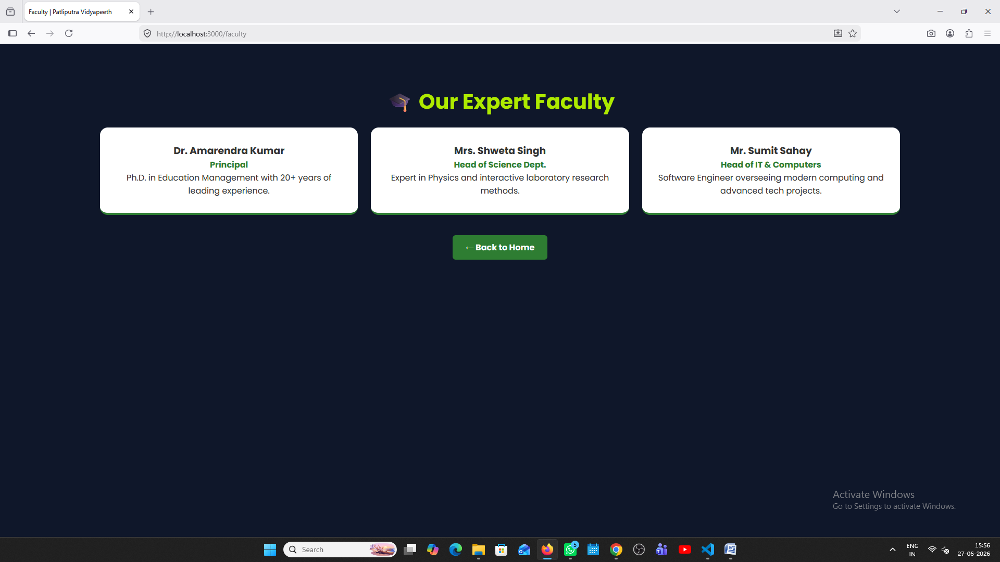 Faculty | Patliputra Vidyapeeth
http://localhost:3000/faculty
🎓 Our Expert Faculty
Dr. Amarendra Kumar
Principal
Ph.D. in Education Management with 20+ years of
leading experience.
Mrs. Shweta Singh
Head of Science Dept.
Expert in Physics and interactive laboratory research
methods.
Mr. Sumit Sahay
Head of IT & Computers
Software Engineer overseeing modern computing and
advanced tech projects.
← Back to Home
Activate Windows
Go to Settings to activate Windows.
Search
5
ENG
IN
15:56
27-06-2026